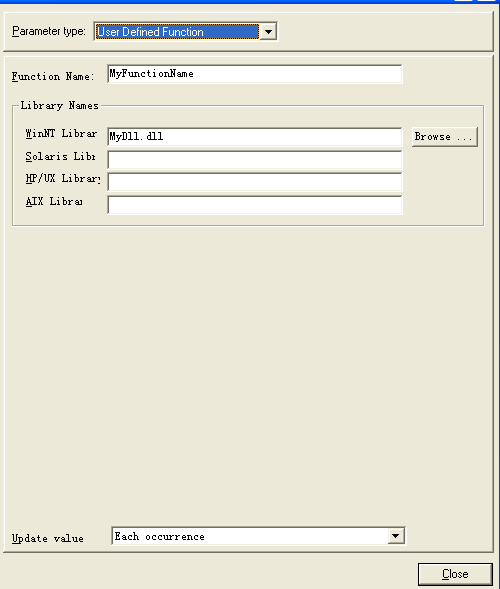 Parameter type: User Defined Function
Function Name: MyFunctionName
Library Names
WinNT Librar MyDll.dll Browse ...
Solaris Libr
HP/UX Library
AIX Librar
Update value Each occurrence
Close